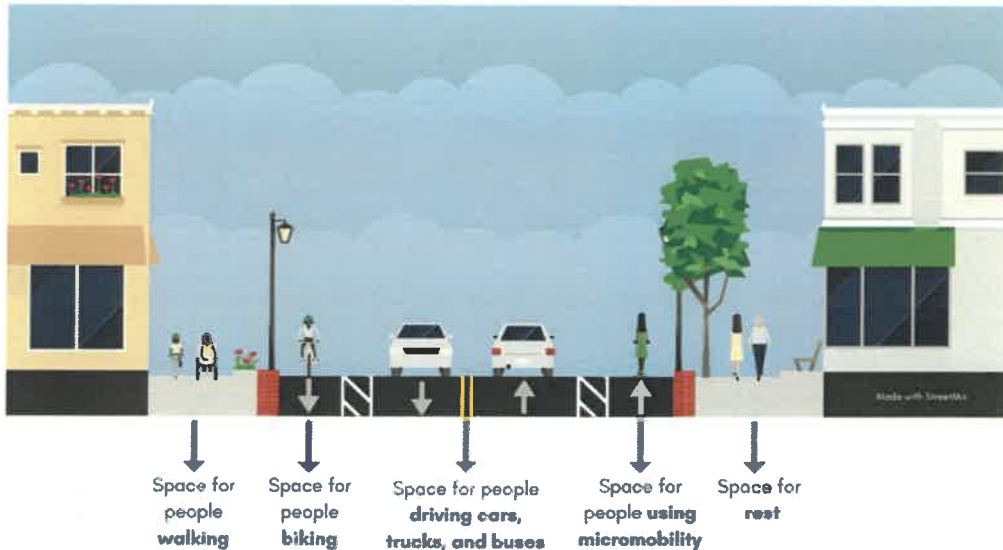 Made with StreetMix
Space for
people
walking
Space for
people
biking
Space for people
driving cars,
trucks, and buses
Space for
people using
micromobility
Space for
rest